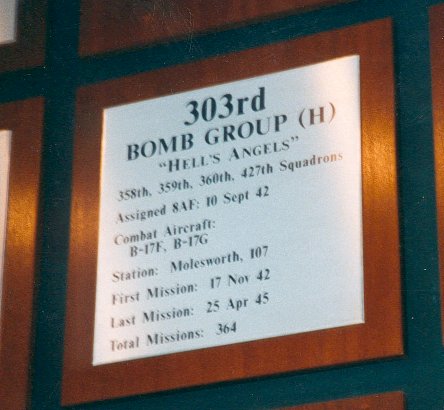 303rd
BOMB GROUP (H)
"HELL'S ANGELS"
358th, 359th, 360th, 427th Squadrons
Assigned 8AF: 10 Sept 42
Combat Aircraft:
B-17F, B-17G
Station: Molesworth, 107
First Mission: 17 Nov 42
Last Mission: 25 Apr 45
Total Missions: 364